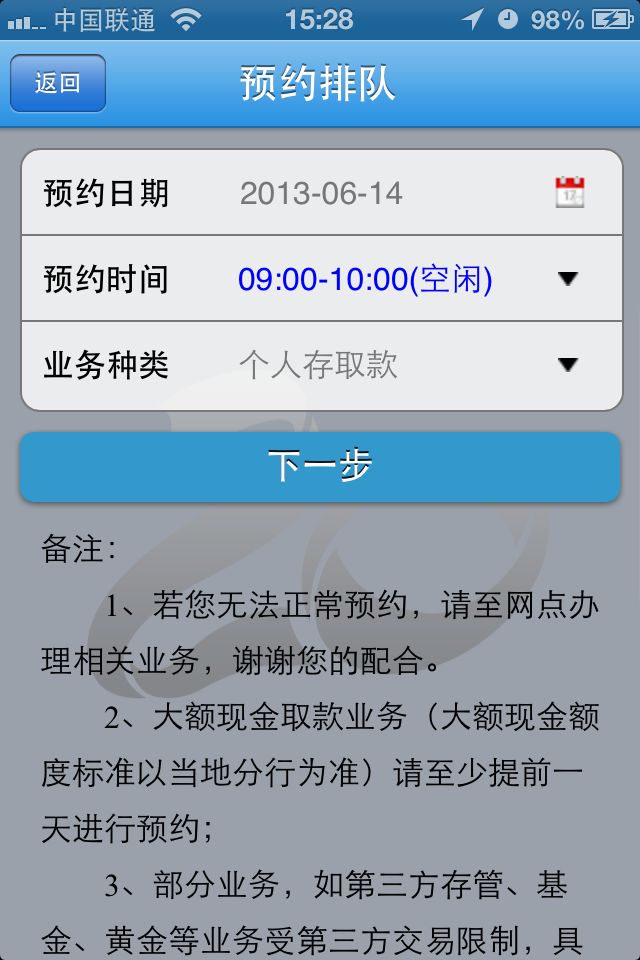 中国联通 15:28 98%
返回 预约排队
预约日期 2013-06-14
预约时间 09:00-10:00(空闲)
业务种类 个人存取款
下一步
备注：
1、若您无法正常预约，请至网点办
理相关业务，谢谢您的配合。
2、大额现金取款业务（大额现金额
度标准以当地分行为准）请至少提前一
天进行预约；
3、部分业务，如第三方存管、基
金、黄金等业务受第三方交易限制，具